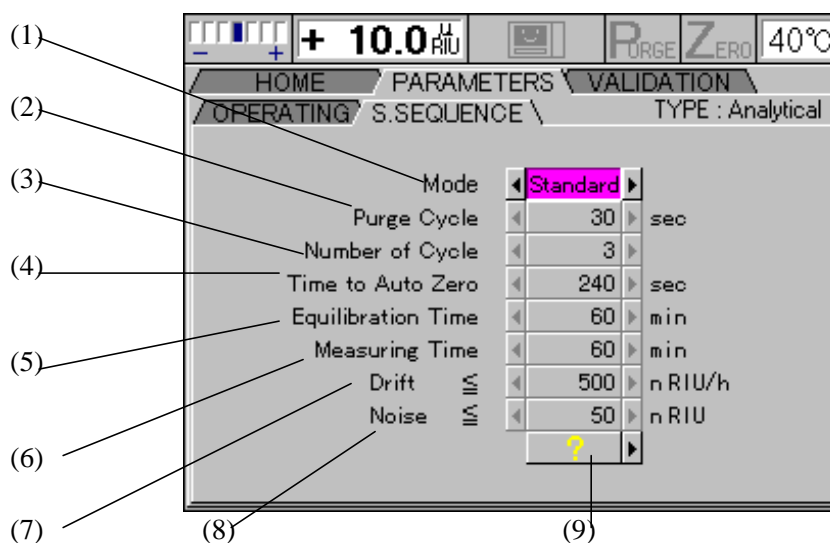 (1)
+ 10.0 μ RIU PURGE ZERO 40℃
− +
HOME PARAMETERS VALIDATION
(2)
OPERATING S.SEQUENCE TYPE : Analytical
(3)
Mode Standard
Purge Cycle 30 sec
Number of Cycle 3
(4)
Time to Auto Zero 240 sec
Equilibration Time 60 min
(5)
Measuring Time 60 min
Drift ≦ 500 nRIU/h
Noise ≦ 50 nRIU
(6)
?
(7) (8) (9)